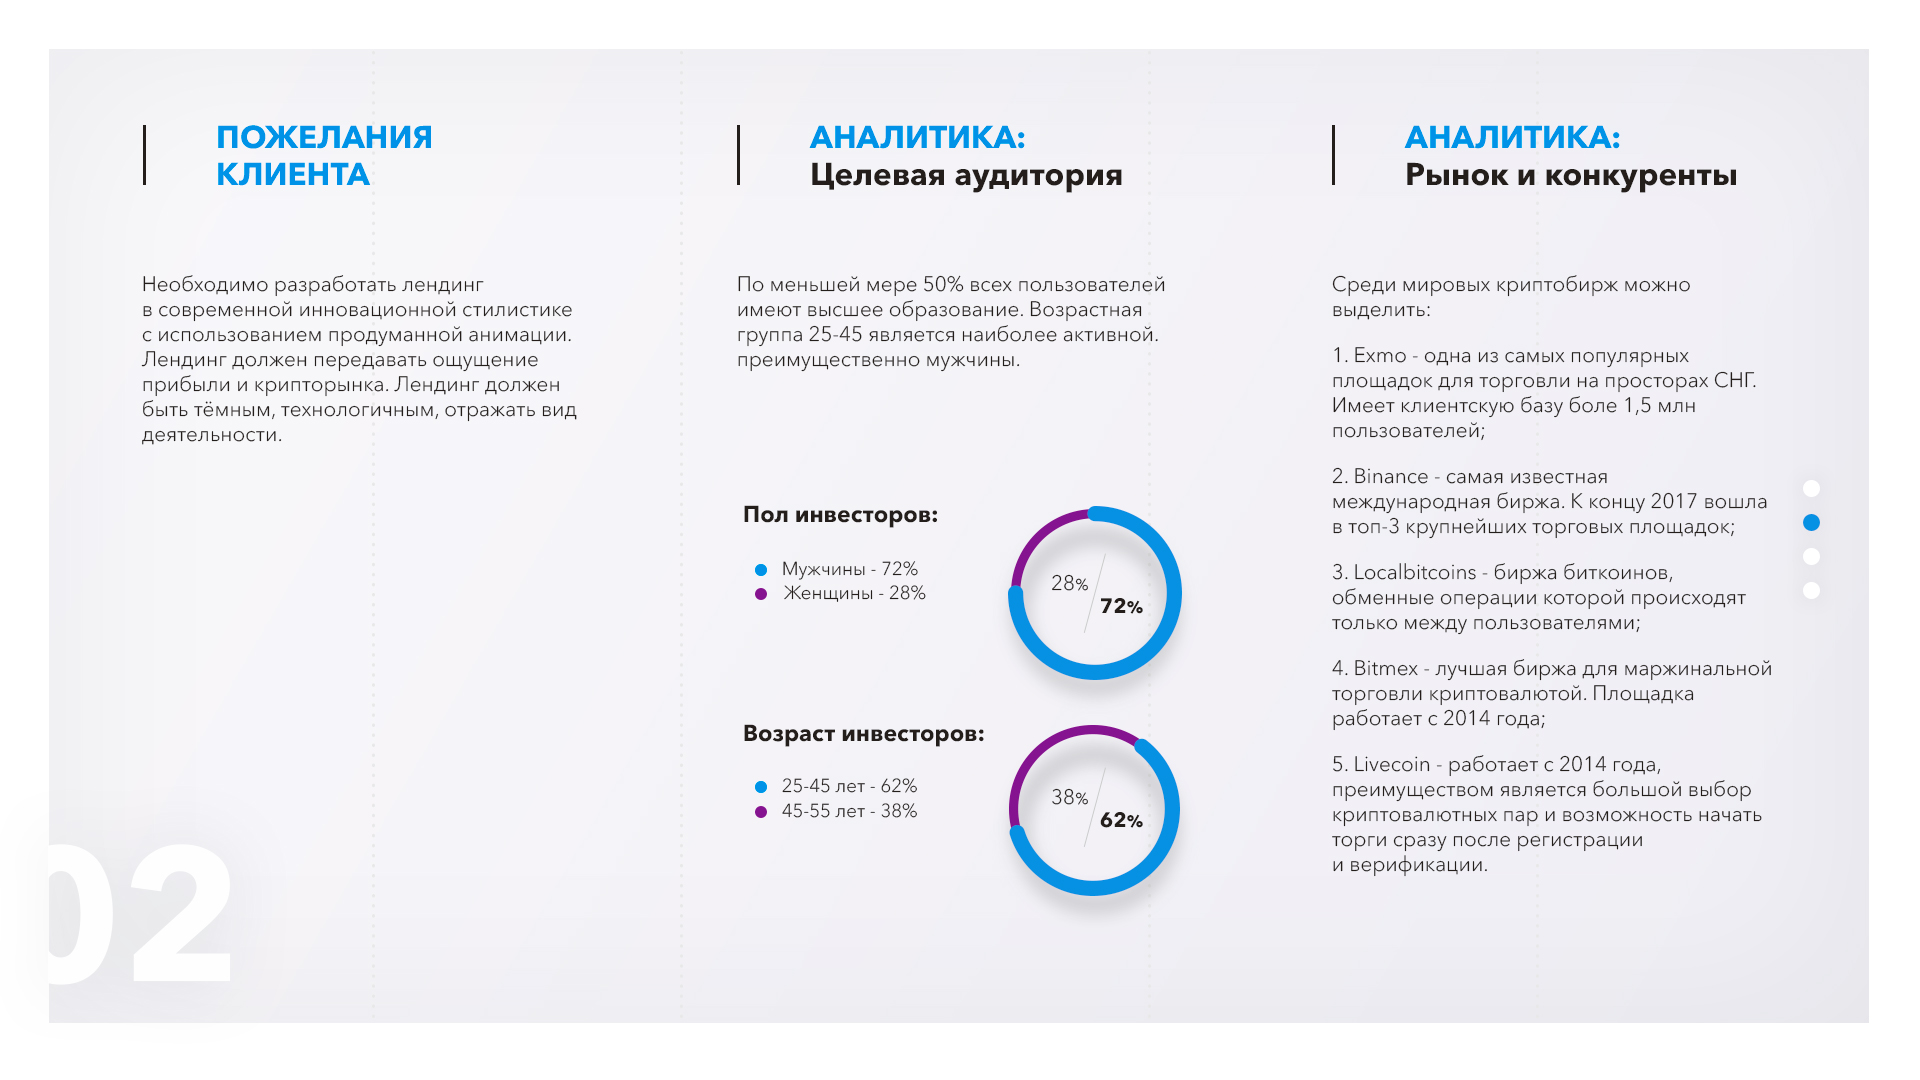 ПОЖЕЛАНИЯ
КЛИЕНТА
Необходимо разработать лендинг
в современной инновационной стилистике
с использованием продуманной анимации.
Лендинг должен передавать ощущение
прибыли и крипторынка. Лендинг должен
быть тёмным, технологичным, отражать вид
деятельности.
АНАЛИТИКА:
Целевая аудитория
По меньшей мере 50% всех пользователей
имеют высшее образование. Возрастная
группа 25-45 является наиболее активной.
преимущественно мужчины.
Пол инвесторов:
Мужчины - 72%
Женщины - 28%
28%
72%
Возраст инвесторов:
25-45 лет - 62%
45-55 лет - 38%
38%
62%
АНАЛИТИКА:
Рынок и конкуренты
Среди мировых криптобирж можно
выделить:
1. Exmo - одна из самых популярных
площадок для торговли на просторах СНГ.
Имеет клиентскую базу боле 1,5 млн
пользователей;
2. Binance - самая известная
международная биржа. К концу 2017 вошла
в топ-3 крупнейших торговых площадок;
3. Localbitcoins - биржа биткоинов,
обменные операции которой происходят
только между пользователями;
4. Bitmex - лучшая биржа для маржинальной
торговли криптовалютой. Площадка
работает с 2014 года;
5. Livecoin - работает с 2014 года,
преимуществом является большой выбор
криптовалютных пар и возможность начать
торги сразу после регистрации
и верификации.
02